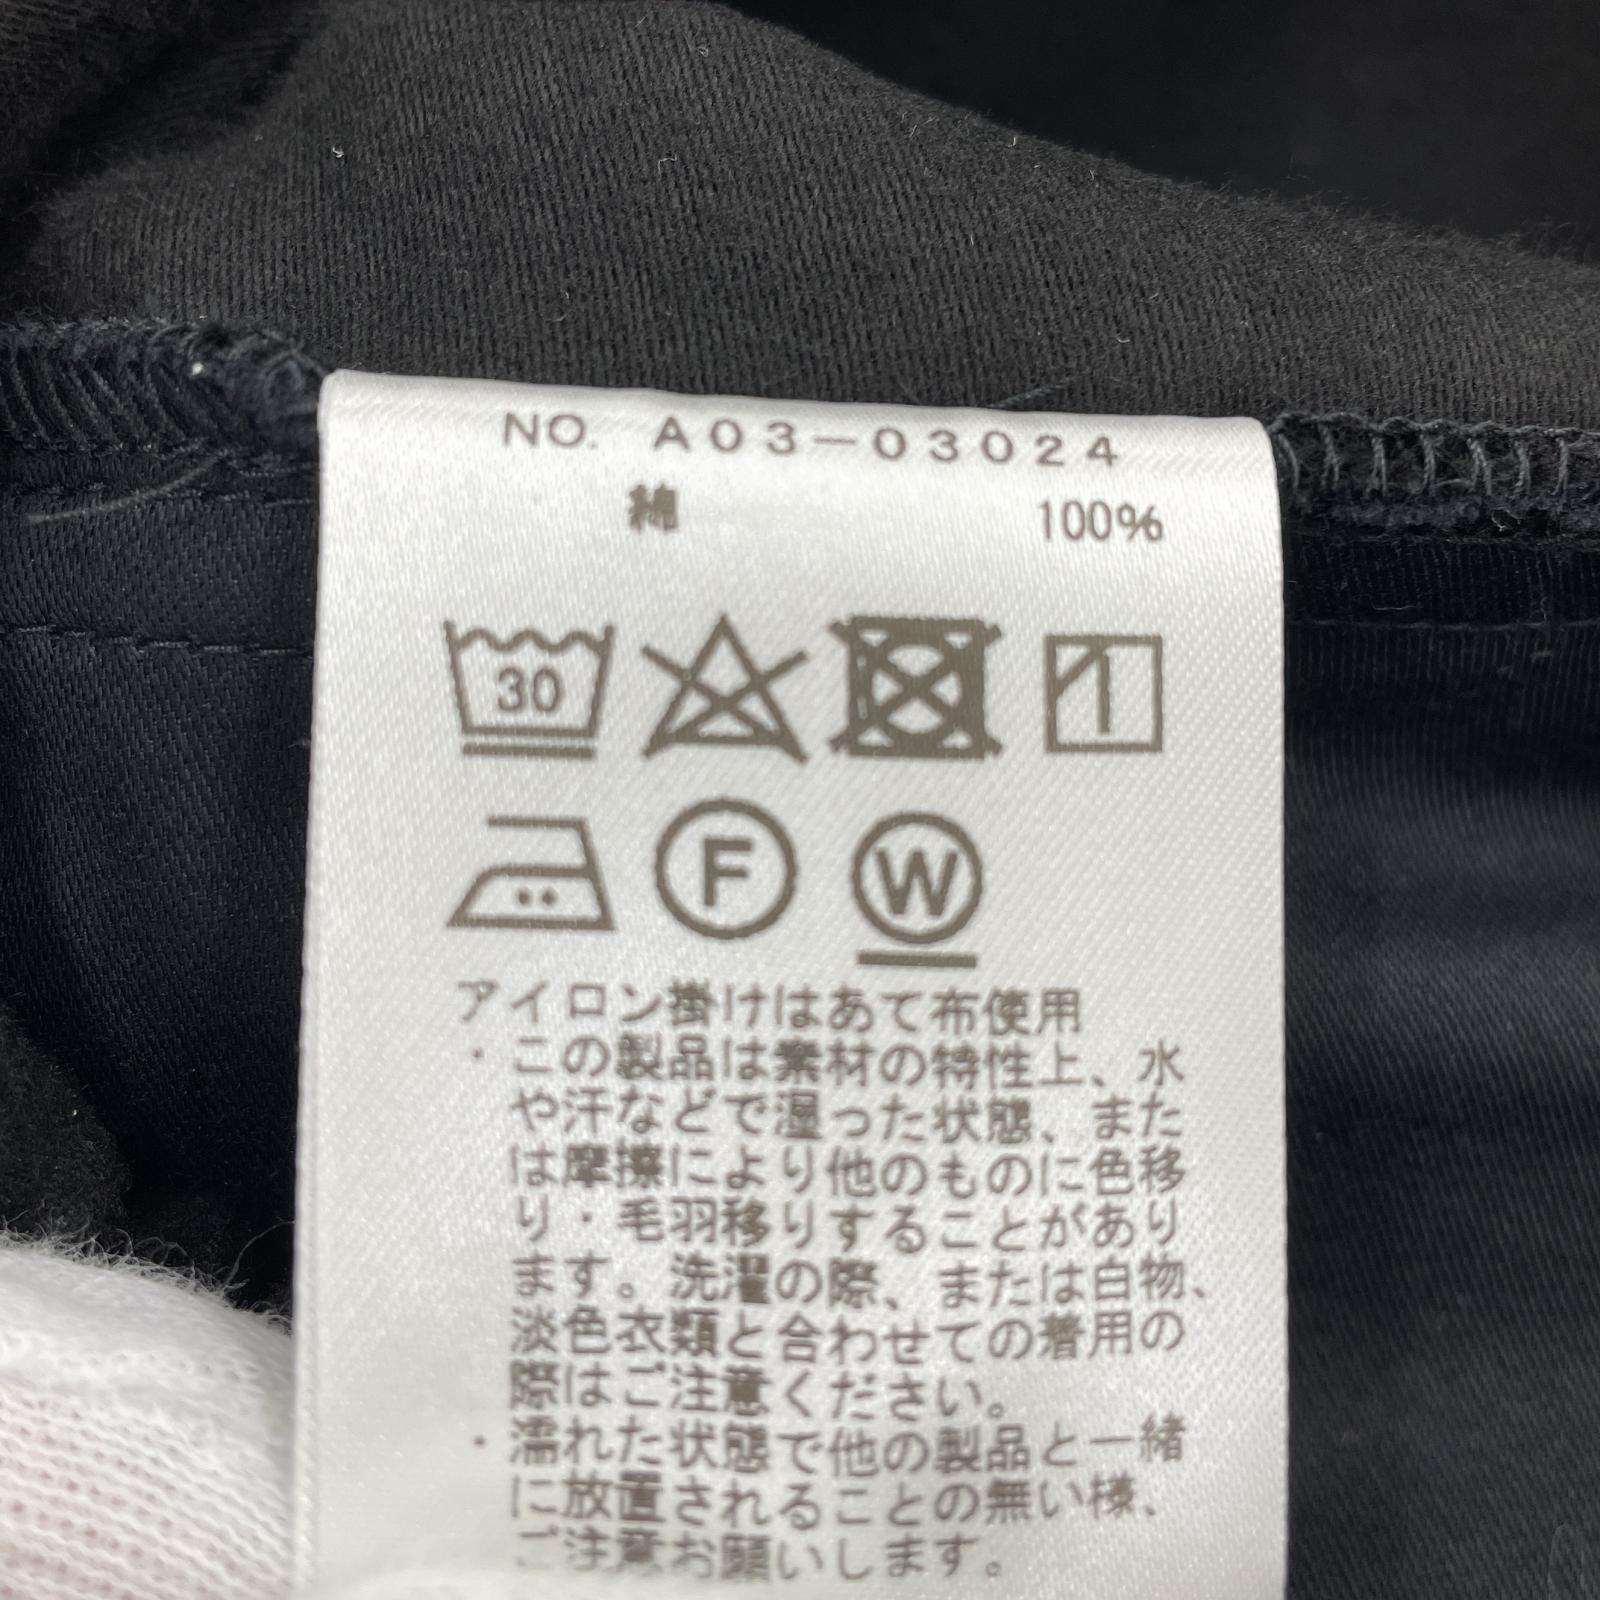 NO. A03-03024
綿 100%
30
F W
アイロン掛けはあて布使用
・この製品は素材の特性上、水
や汗などで湿った状態、また
は摩擦により他のものに色移
り・毛羽移りすることがあり
ます。洗濯の際、または白物、
淡色衣類と合わせての着用の
際はご注意ください。
・濡れた状態で他の製品と一緒
に放置されることの無い様、
ご注意お願いします。